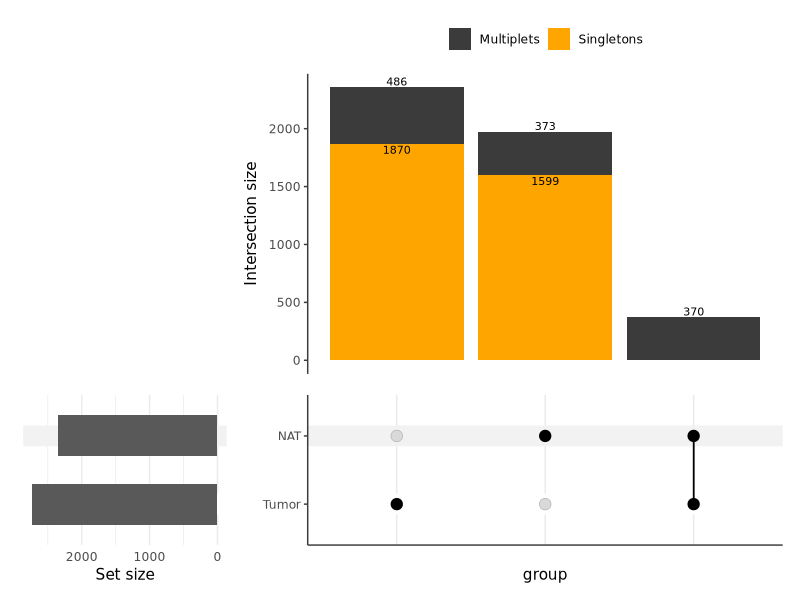 Multiplets Singletons
486
373
2000
1870
1599
1500
Intersection size
1000
500
370
0
NAT
Tumor
2000 1000 0
Set size
group